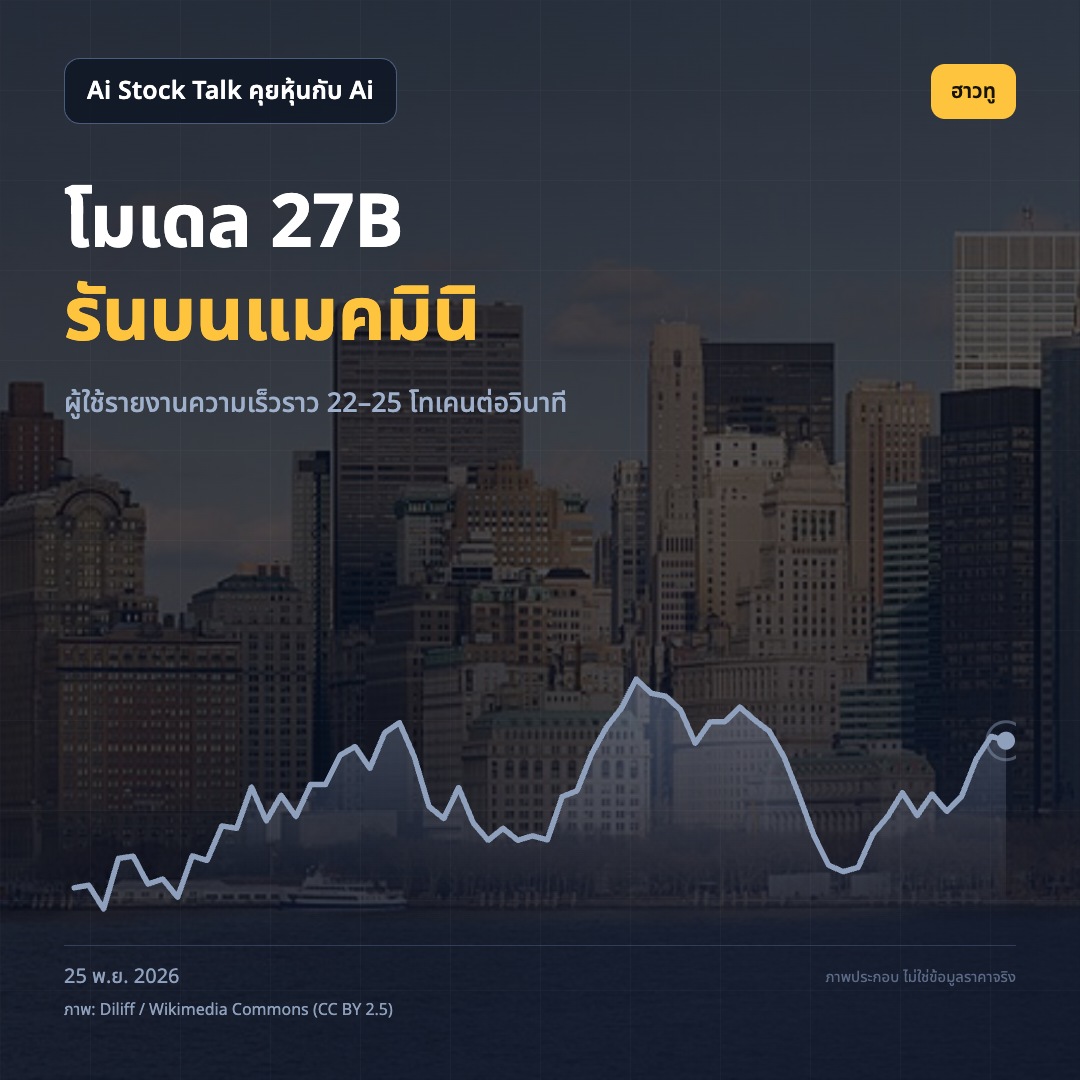 Ai Stock Talk คุยหุ้นกับ Ai
ฮาวทู
โมเดล 27B
รันบนแมคมินิ
ผู้ใช้รายงานความเร็วราว 22–25 โทเคนต่อวินาที
25 พ.ย. 2026
ภาพประกอบ ไม่ใช่ข้อมูลราคาจริง
ภาพ: Diliff / Wikimedia Commons (CC BY 2.5)